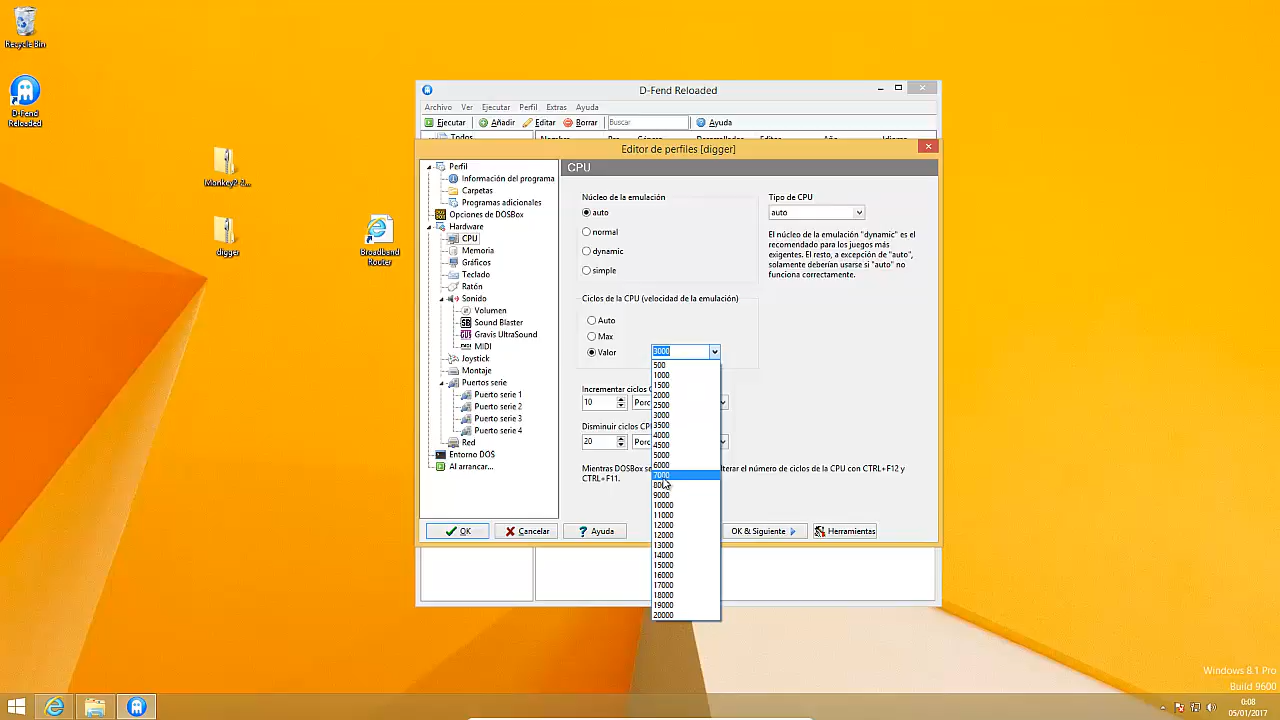 Recycle Bin
D-Fend
Reloaded
Monkey2-2...
digger
Broadband
Router
D-Fend Reloaded
Archivo Ver Ejecutar Perfil Extras Ayuda
Ejecutar Añadir Editar Borrar Buscar Ayuda
Todos
Editor de perfiles [digger]
Perfil
Información del programa
Carpetas
Programas adicionales
Opciones de DOSBox
Hardware
CPU
Memoria
Gráficos
Teclado
Ratón
Sonido
Volumen
Sound Blaster
Gravis UltraSound
MIDI
Joystick
Montaje
Puertos serie
Puerto serie 1
Puerto serie 2
Puerto serie 3
Puerto serie 4
Red
Entorno DOS
Al arrancar...
CPU
Núcleo de la emulación
auto
normal
dynamic
simple
Tipo de CPU
auto
El núcleo de la emulación "dynamic" es el
recomendado para los juegos más
exigentes. El resto, a excepción de "auto",
solamente deberían usarse si "auto" no
funciona correctamente.
Ciclos de la CPU (velocidad de la emulación)
Auto
Max
Valor
3000
500
1000
1500
2000
2500
3000
3500
4000
4500
5000
6000
7000
9000
10000
11000
12000
12000
13000
14000
15000
16000
17000
18000
19000
20000
Incrementar ciclos
10
Disminuir ciclos
20
Mientras DOSBox
alterar el número de ciclos de la CPU con CTRL+F12 y
CTRL+F11.
OK Cancelar Ayuda OK & Siguiente Herramientas
Windows 8.1 Pro
Build 9600
0:08
05/01/2017